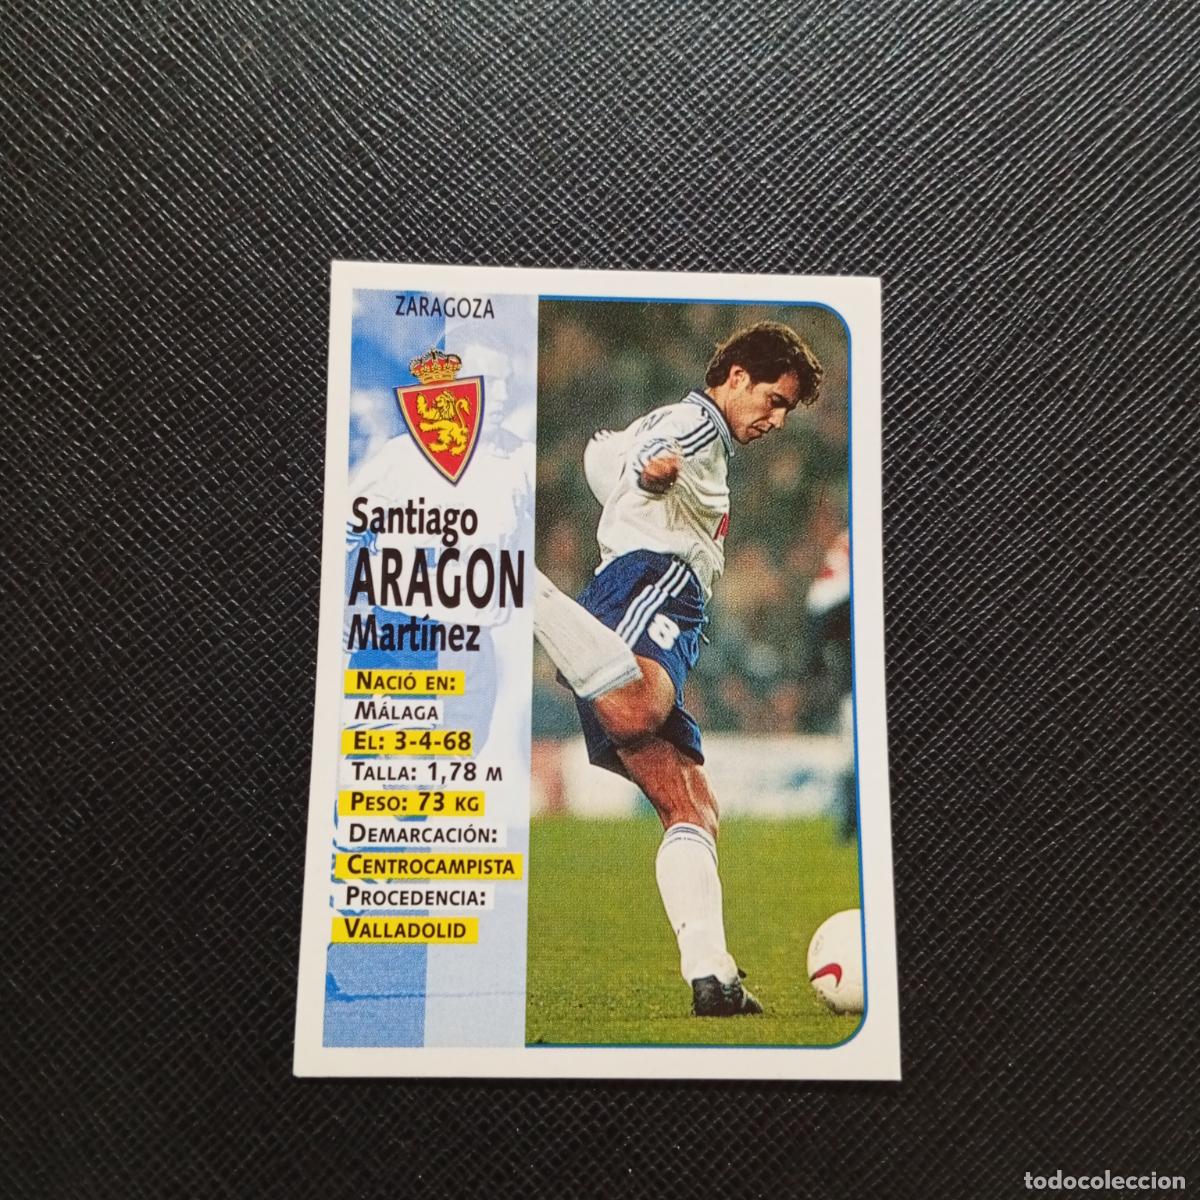 ZARAGOZA
Santiago
ARAGON
Martínez
NACIÓ EN:
MÁLAGA
EL: 3-4-68
TALLA: 1,78 M
PESO: 73 KG
DEMARCACIÓN:
CENTROCAMPISTA
PROCEDENCIA:
VALLADOLID
8
todocoleccion